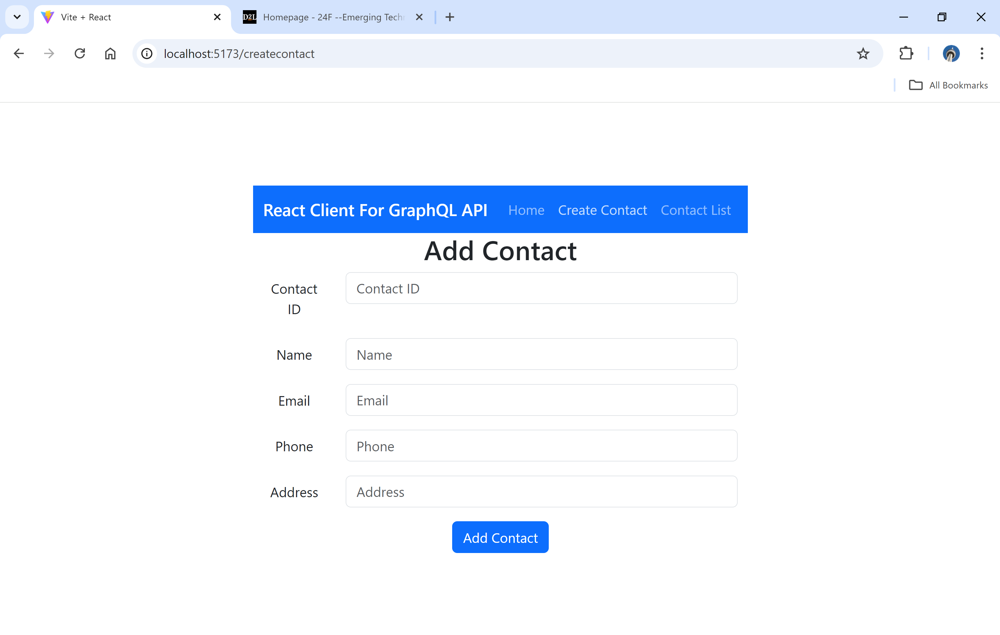 Vite + React
D2L Homepage - 24F --Emerging Tech
localhost:5173/createcontact
All Bookmarks
React Client For GraphQL API Home Create Contact Contact List
Add Contact
Contact
ID
Contact ID
Name Name
Email Email
Phone Phone
Address Address
Add Contact